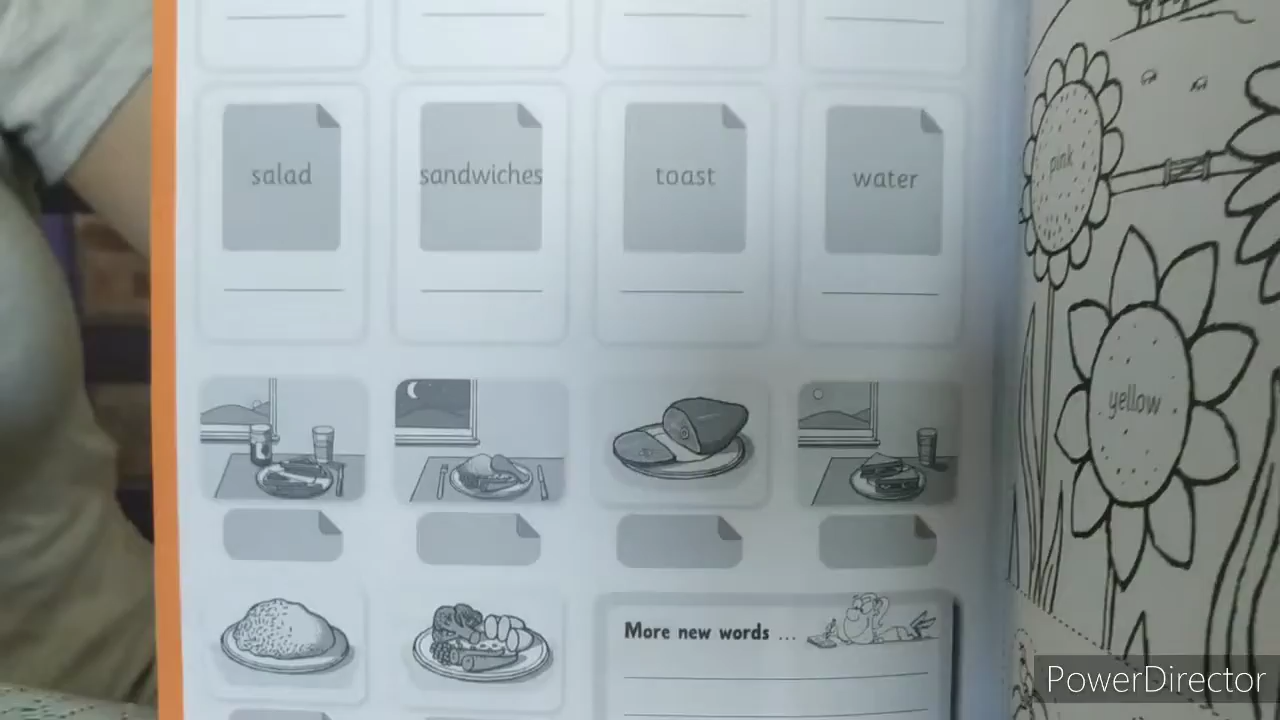 salad sandwiches toast water
pink
yellow
More new words ...
PowerDirector